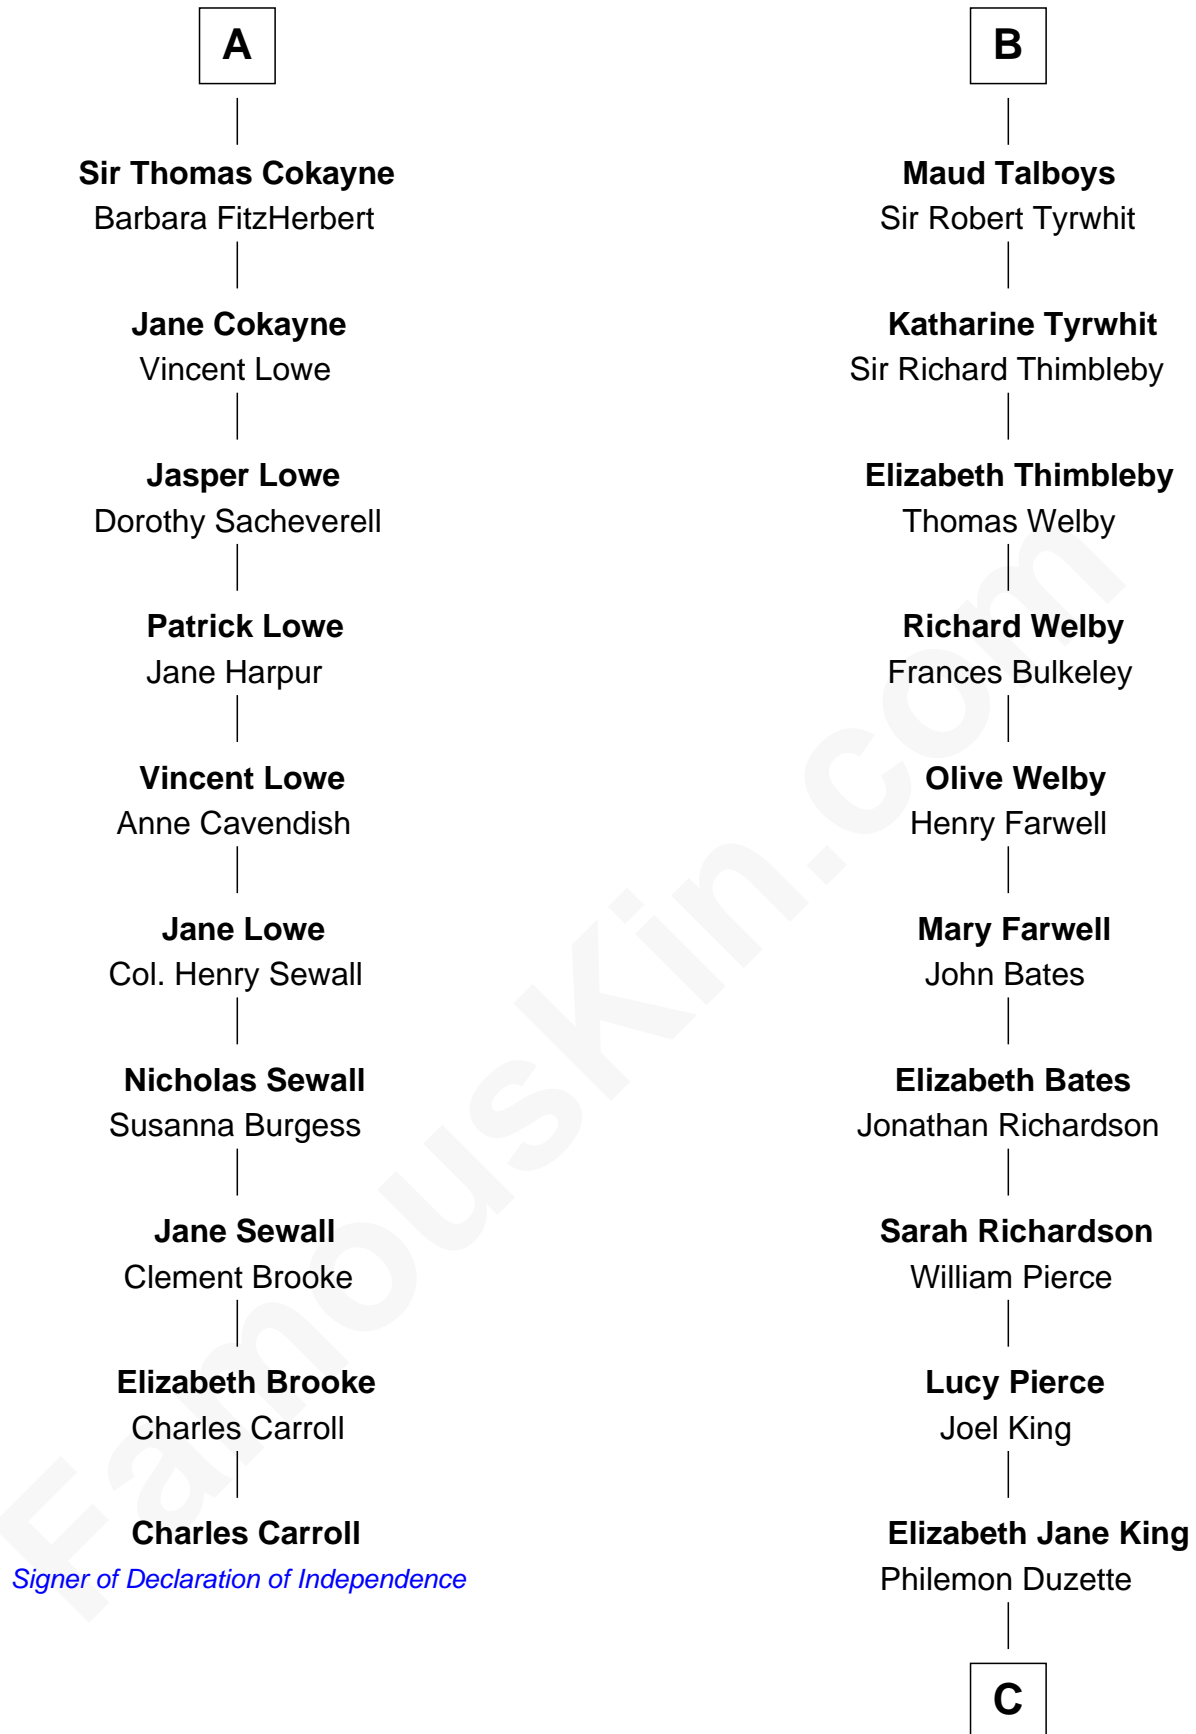 A
Sir Thomas Cokayne
Barbara FitzHerbert
Jane Cokayne
Vincent Lowe
Jasper Lowe
Dorothy Sacheverell
Patrick Lowe
Jane Harpur
Vincent Lowe
Anne Cavendish
Jane Lowe
Col. Henry Sewall
Nicholas Sewall
Susanna Burgess
Jane Sewall
Clement Brooke
Elizabeth Brooke
Charles Carroll
Charles Carroll
Signer of Declaration of Independence
B
Maud Talboys
Sir Robert Tyrwhit
Katharine Tyrwhit
Sir Richard Thimbleby
Elizabeth Thimbleby
Thomas Welby
Richard Welby
Frances Bulkeley
Olive Welby
Henry Farwell
Mary Farwell
John Bates
Elizabeth Bates
Jonathan Richardson
Sarah Richardson
William Pierce
Lucy Pierce
Joel King
Elizabeth Jane King
Philemon Duzette
C
FamousKin.com